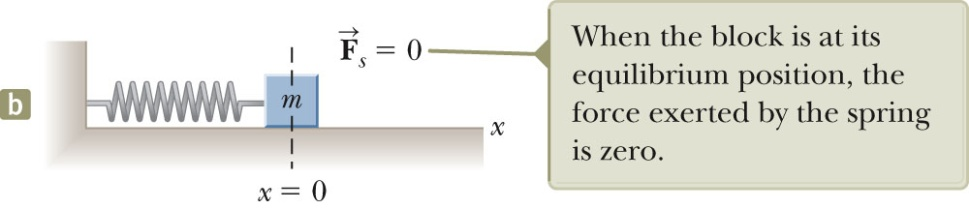 b
F⃗ₛ = 0
When the block is at its
equilibrium position, the
force exerted by the spring
is zero.
m
x
x = 0